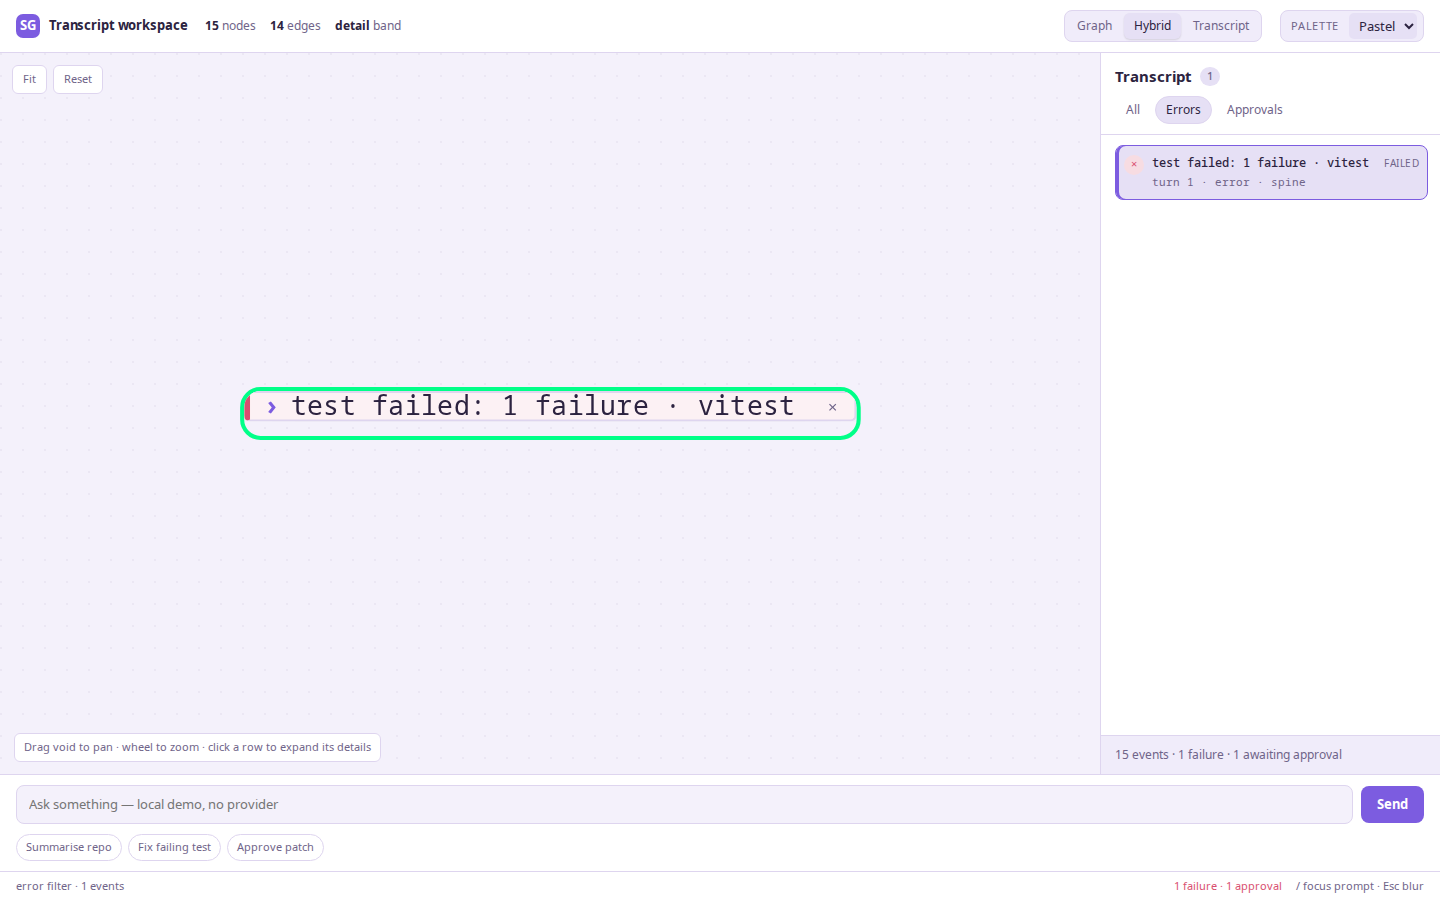 SG Transcript workspace 15 nodes 14 edges detail band Graph Hybrid Transcript PALETTE Pastel
Fit Reset
Transcript 1
All Errors Approvals
× test failed: 1 failure · vitest FAILED
turn 1 · error · spine
› test failed: 1 failure · vitest ×
Drag void to pan · wheel to zoom · click a row to expand its details
15 events · 1 failure · 1 awaiting approval
Ask something — local demo, no provider Send
Summarise repo Fix failing test Approve patch
error filter · 1 events 1 failure · 1 approval / focus prompt · Esc blur